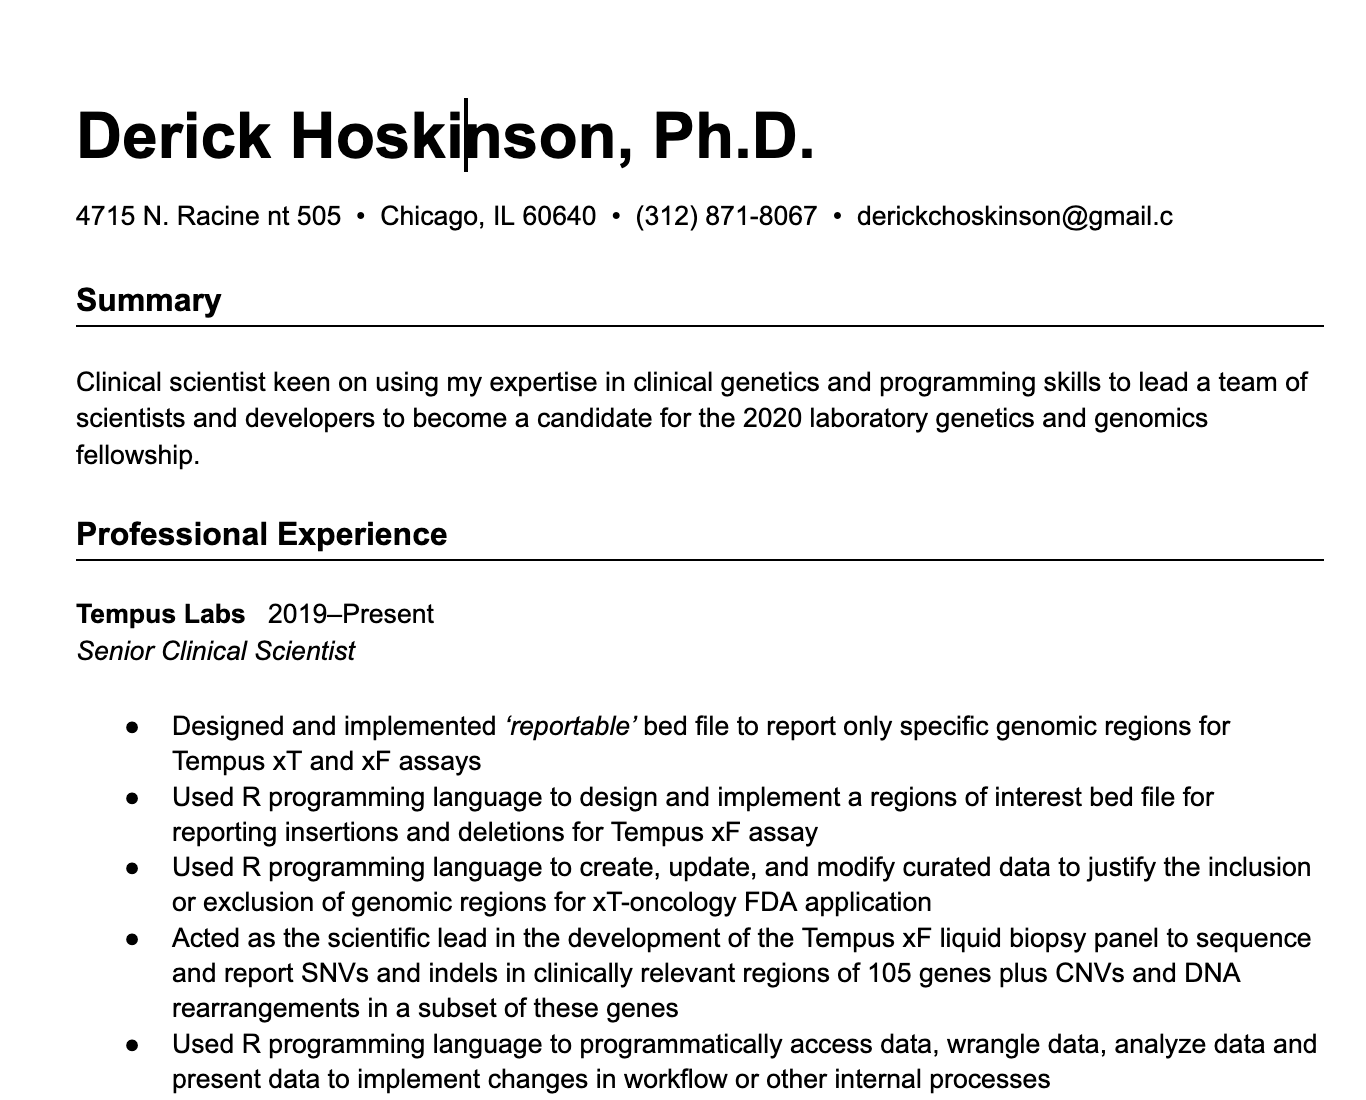 Derick Hoskinson, Ph.D.
4715 N. Racine nt 505 • Chicago, IL 60640 • (312) 871-8067 • derickchoskinson@gmail.c
Summary
Clinical scientist keen on using my expertise in clinical genetics and programming skills to lead a team of
scientists and developers to become a candidate for the 2020 laboratory genetics and genomics
fellowship.
Professional Experience
Tempus Labs 2019–Present
Senior Clinical Scientist
● Designed and implemented ‘reportable’ bed file to report only specific genomic regions for
Tempus xT and xF assays
● Used R programming language to design and implement a regions of interest bed file for
reporting insertions and deletions for Tempus xF assay
● Used R programming language to create, update, and modify curated data to justify the inclusion
or exclusion of genomic regions for xT-oncology FDA application
● Acted as the scientific lead in the development of the Tempus xF liquid biopsy panel to sequence
and report SNVs and indels in clinically relevant regions of 105 genes plus CNVs and DNA
rearrangements in a subset of these genes
● Used R programming language to programmatically access data, wrangle data, analyze data and
present data to implement changes in workflow or other internal processes